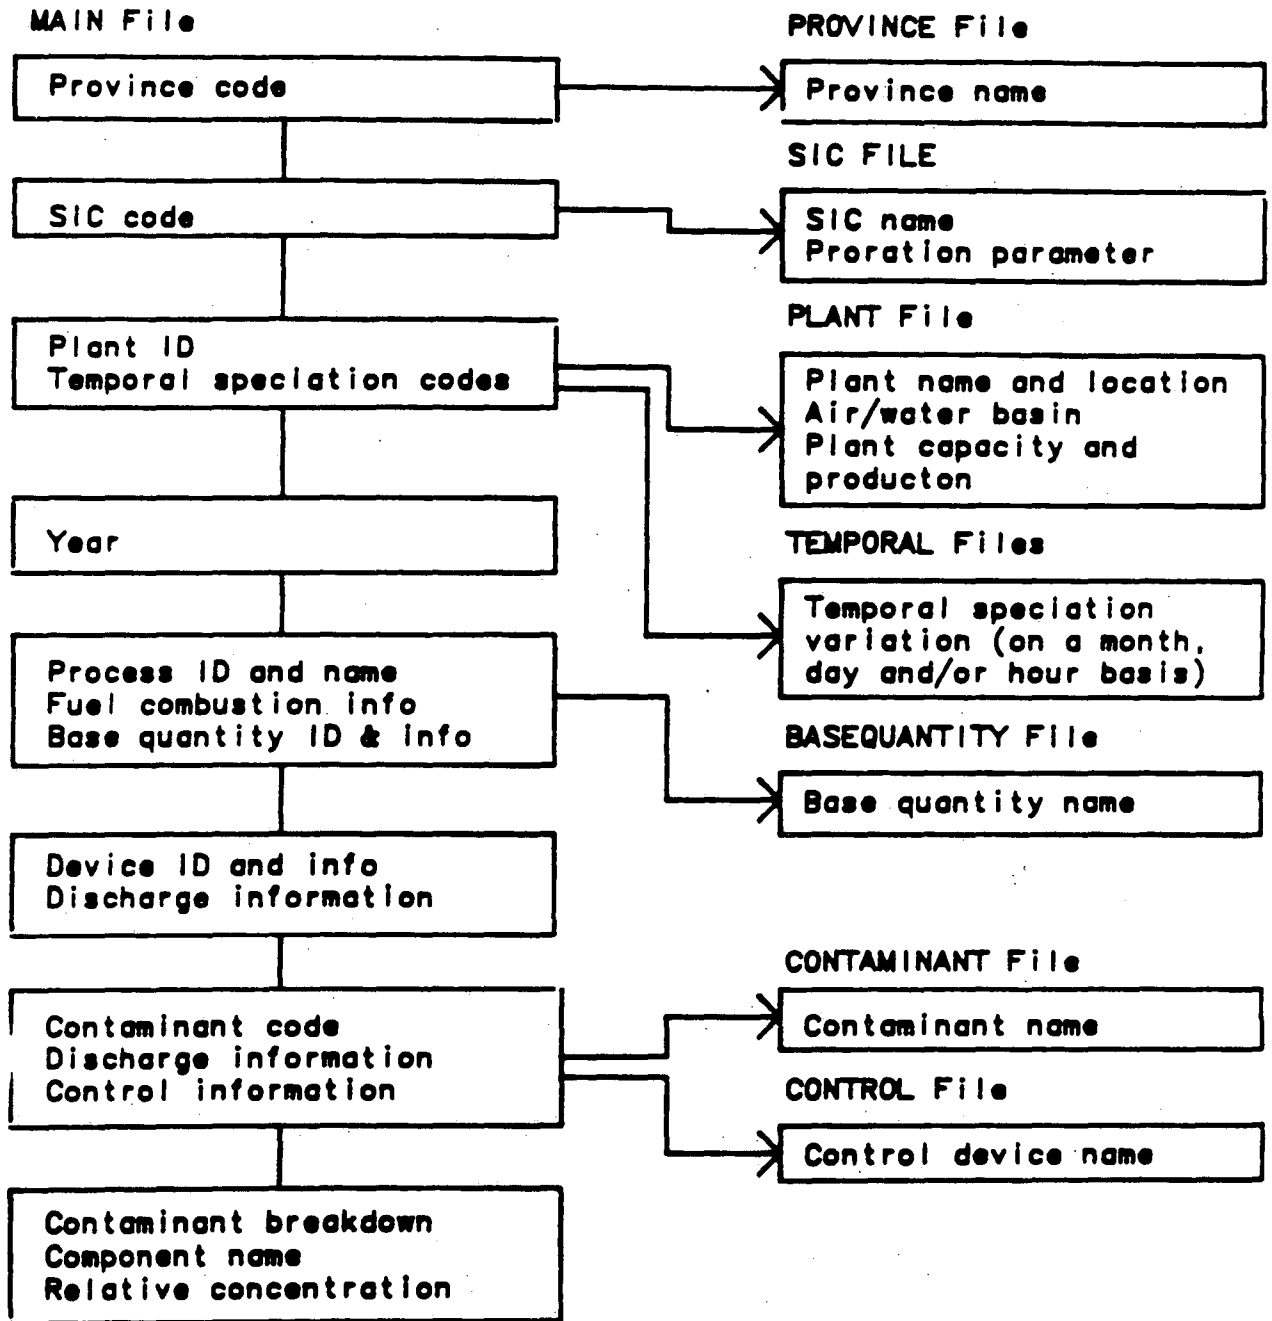 MAIN File
Province code
SIC code
Plant ID
Temporal speciation codes
Year
Process ID and name
Fuel combustion info
Base quantity ID & info
Device ID and info
Discharge information
Contaminant code
Discharge information
Control information
Contaminant breakdown
Component name
Relative concentration
PROVINCE File
Province name
SIC FILE
SIC name
Proration parameter
PLANT File
Plant name and location
Air/water basin
Plant capacity and
producton
TEMPORAL Files
Temporal speciation
variation (on a month,
day and/or hour basis)
BASEQUANTITY File
Base quantity name
CONTAMINANT File
Contaminant name
CONTROL File
Control device name